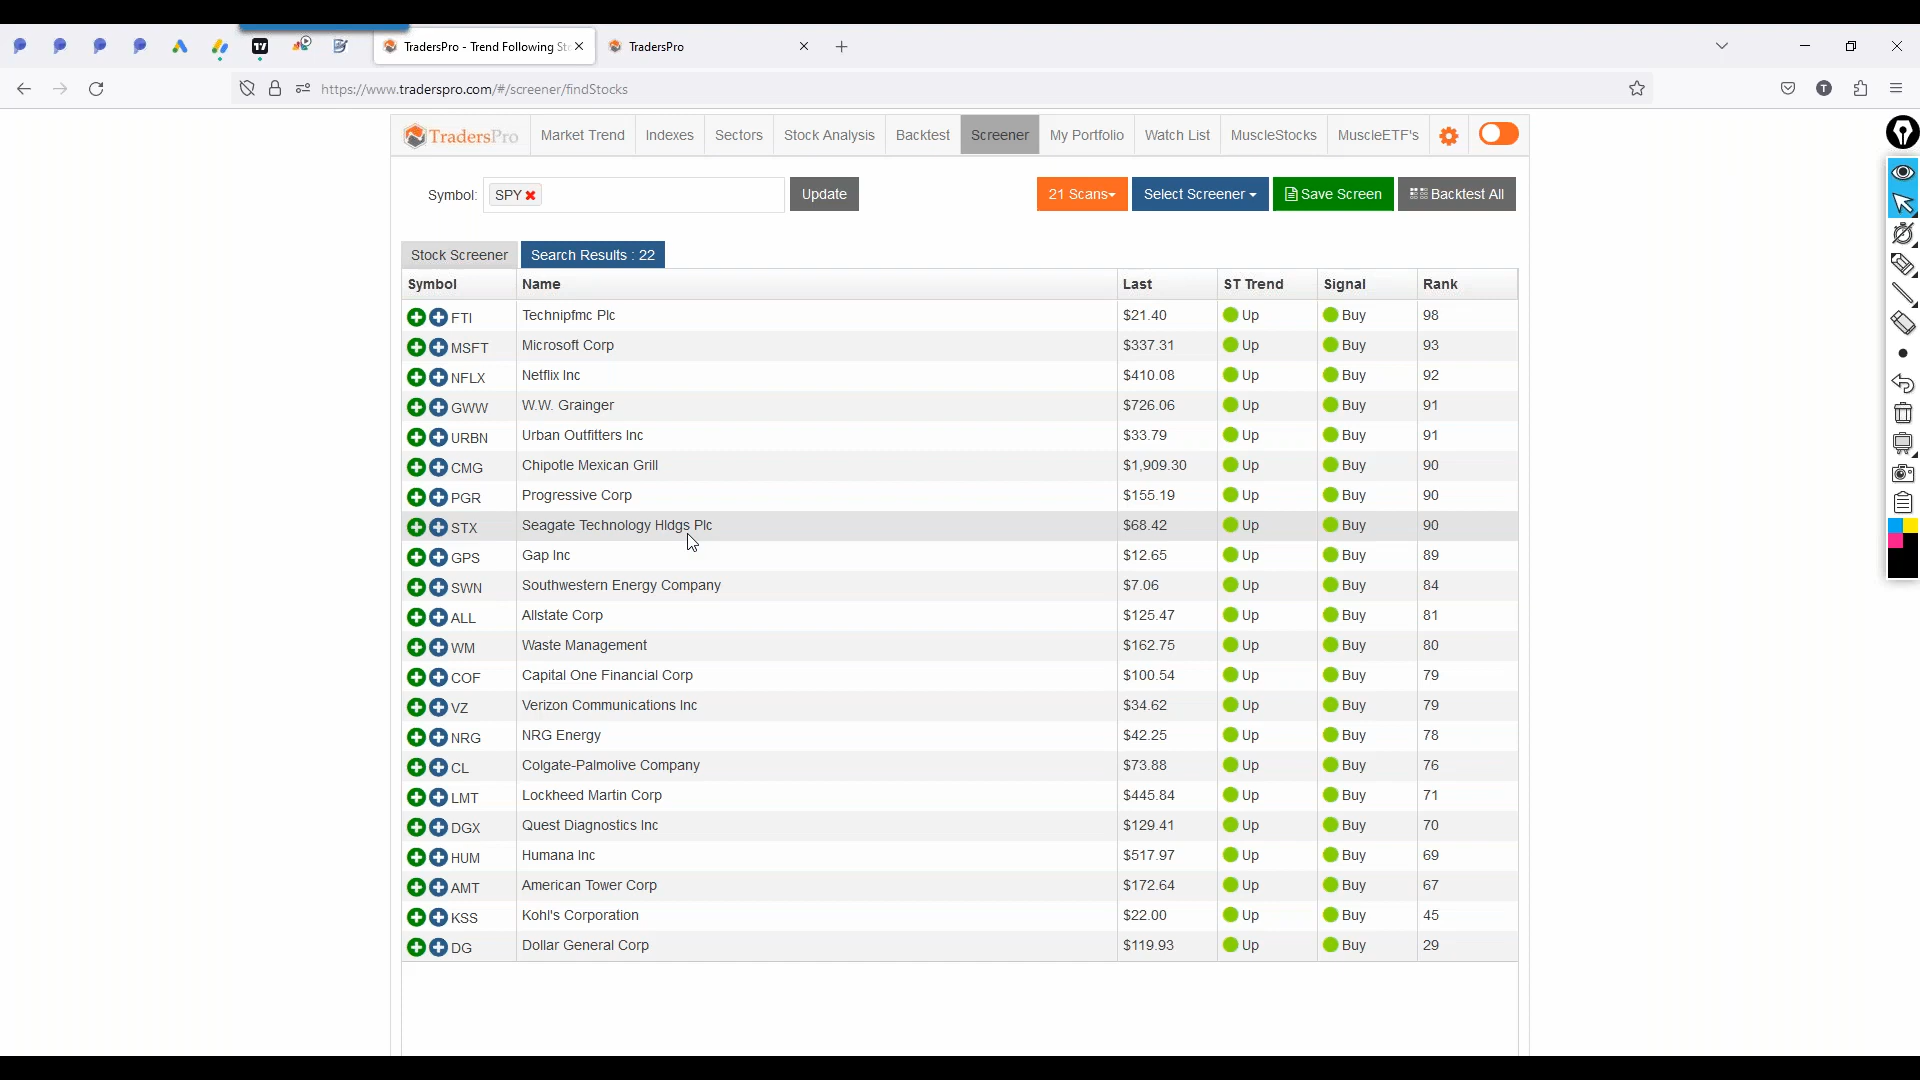 TradersPro - Trend Following St
TradersPro
https://www.traderspro.com/#/screener/findStocks
T
TradersPro Market Trend Indexes Sectors Stock Analysis Backtest Screener My Portfolio Watch List MuscleStocks MuscleETF's
Symbol: SPY Update 21 Scans Select Screener Save Screen Backtest All
Stock Screener Search Results : 22
Symbol Name Last ST Trend Signal Rank
FTI Technipfmc Plc $21.40 Up Buy 98
MSFT Microsoft Corp $337.31 Up Buy 93
NFLX Netflix Inc $410.08 Up Buy 92
GWW W.W. Grainger $726.06 Up Buy 91
URBN Urban Outfitters Inc $33.79 Up Buy 91
CMG Chipotle Mexican Grill $1,909.30 Up Buy 90
PGR Progressive Corp $155.19 Up Buy 90
STX Seagate Technology Hldgs Plc $68.42 Up Buy 90
GPS Gap Inc $12.65 Up Buy 89
SWN Southwestern Energy Company $7.06 Up Buy 84
ALL Allstate Corp $125.47 Up Buy 81
WM Waste Management $162.75 Up Buy 80
COF Capital One Financial Corp $100.54 Up Buy 79
VZ Verizon Communications Inc $34.62 Up Buy 79
NRG NRG Energy $42.25 Up Buy 78
CL Colgate-Palmolive Company $73.88 Up Buy 76
LMT Lockheed Martin Corp $445.84 Up Buy 71
DGX Quest Diagnostics Inc $129.41 Up Buy 70
HUM Humana Inc $517.97 Up Buy 69
AMT American Tower Corp $172.64 Up Buy 67
KSS Kohl's Corporation $22.00 Up Buy 45
DG Dollar General Corp $119.93 Up Buy 29